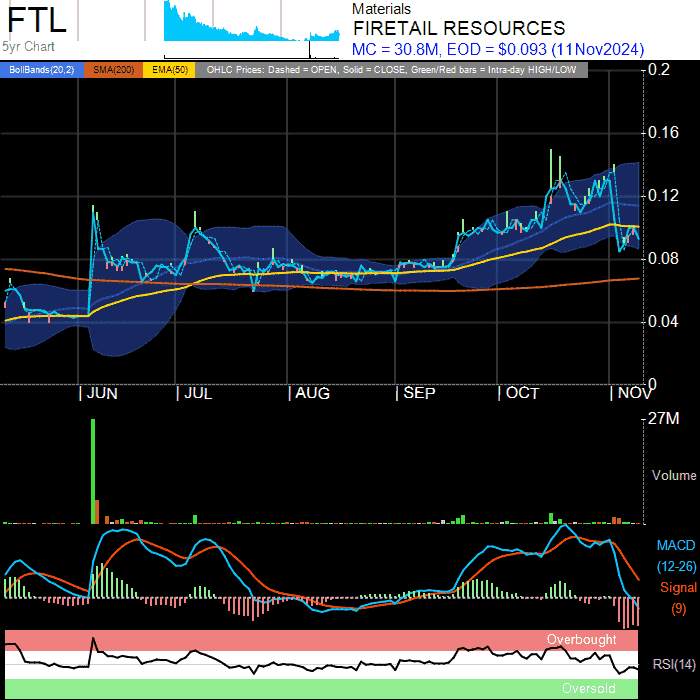 FTL
5yr Chart
Materials
FIRETAIL RESOURCES
MC = 30.8M, EOD = $0.093 (11Nov2024)
BollBands(20,2) SMA(200) EMA(50) OHLC Prices: Dashed = OPEN, Solid = CLOSE, Green/Red bars = Intra-day HIGH/LOW
0.2
0.16
0.12
0.08
0.04
0
JUN JUL AUG SEP OCT NOV
27M
Volume
MACD
(12-26)
Signal
(9)
Overbought
RSI(14)
Oversold